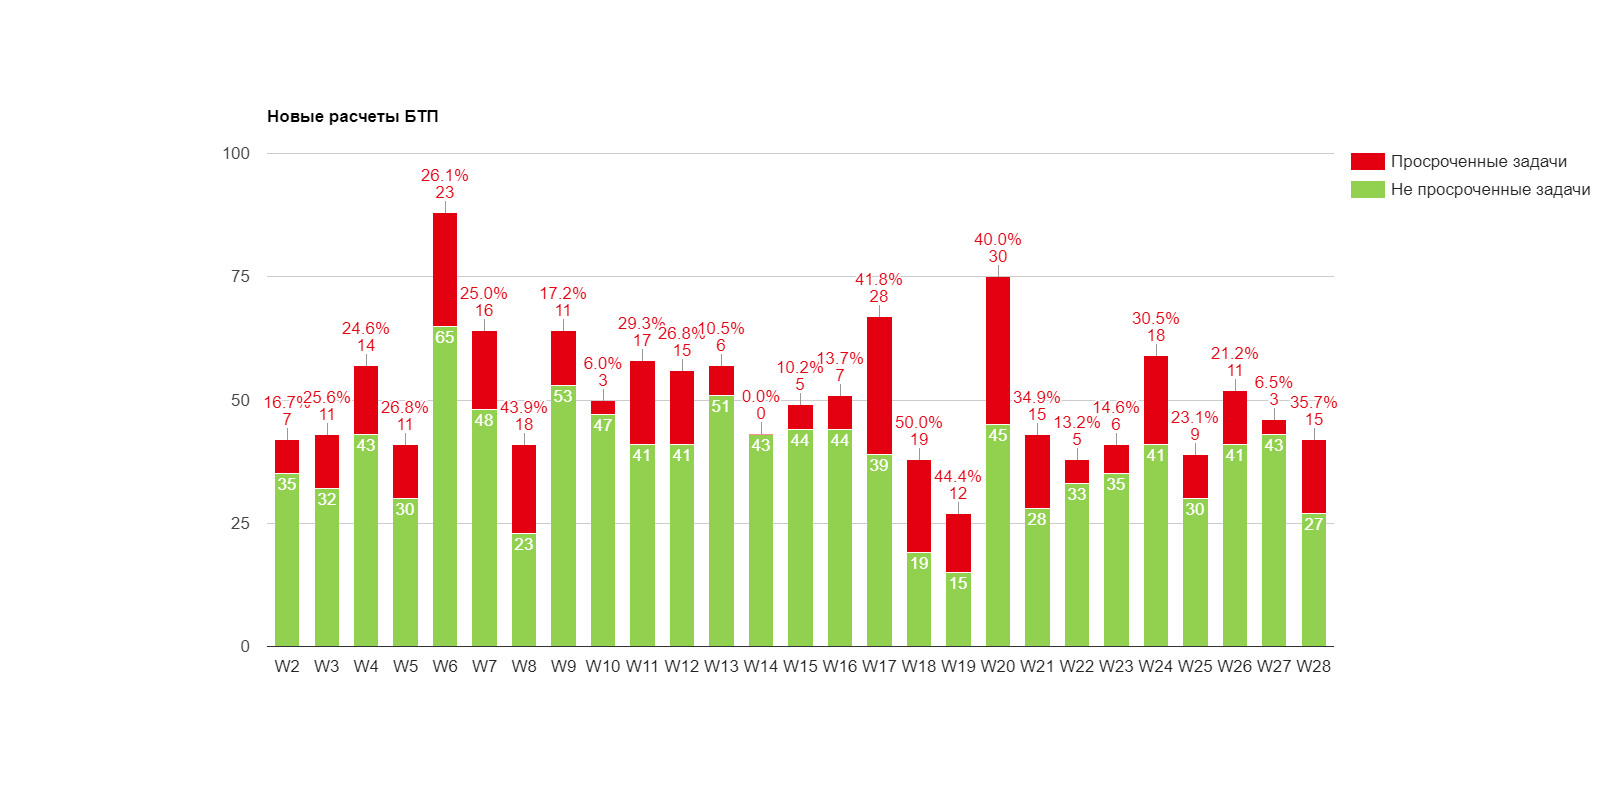 Новые расчеты БТП
Просроченные задачи
Не просроченные задачи
100
75
50
25
0
16.7% 25.6% 24.6% 26.8% 26.1% 25.0% 43.9% 17.2% 6.0% 29.3% 26.8% 10.5% 0.0% 10.2% 13.7% 41.8% 50.0% 44.4% 40.0% 34.9% 13.2% 14.6% 30.5% 23.1% 21.2% 6.5% 35.7%
7 11 14 11 23 16 18 11 3 17 15 6 0 5 7 28 19 12 30 15 5 6 18 9 11 3 15
35 32 43 30 65 48 23 53 47 41 41 51 43 44 44 39 19 15 45 28 33 35 41 30 41 43 27
W2 W3 W4 W5 W6 W7 W8 W9 W10 W11 W12 W13 W14 W15 W16 W17 W18 W19 W20 W21 W22 W23 W24 W25 W26 W27 W28